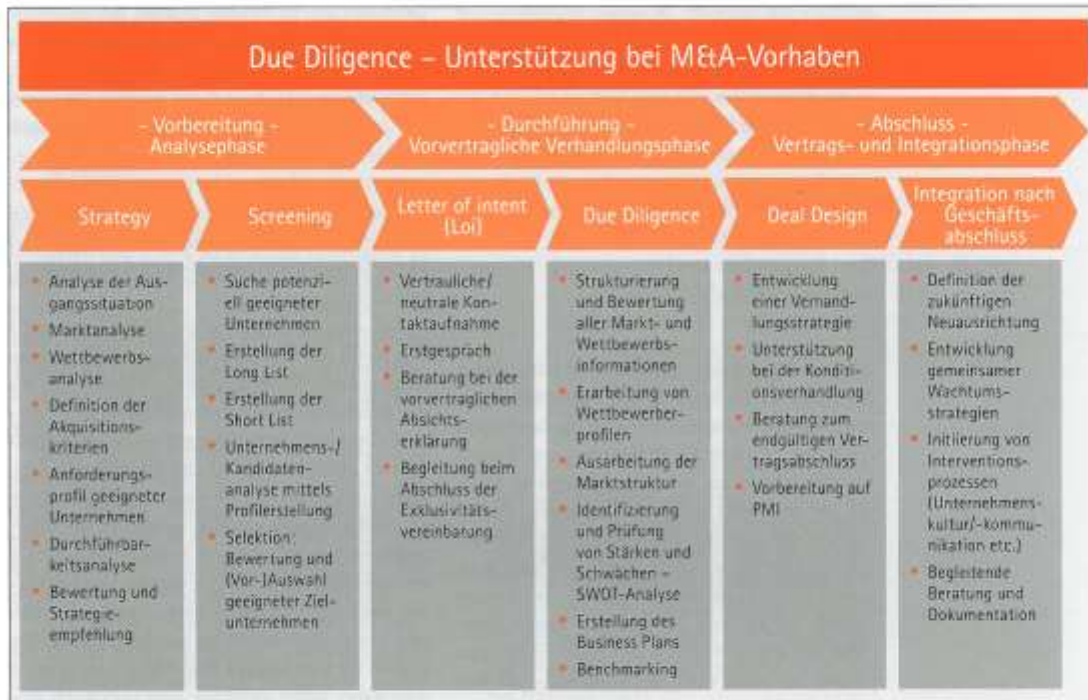 Due Diligence – Unterstützung bei M&A-Vorhaben
- Vorbereitung -
Analysephase
- Durchführung -
Vorvertragliche Verhandlungsphase
- Abschluss -
Vertrags- und Integrationsphase
Strategy
Screening
Letter of intent
(Loi)
Due Diligence
Deal Design
Integration nach
Geschäfts-
abschluss
• Analyse der Aus-
gangssituation
• Marktanalyse
• Wettbewerbs-
analyse
• Definition der
Akquisitions-
kriterien
• Anforderungs-
profil geeigneter
Unternehmen
• Durchführbar-
keitsanalyse
• Bewertung und
Strategie-
empfehlung
• Suche potenzi-
ell geeigneter
Unternehmen
• Erstellung der
Long List
• Erstellung der
Short List
• Unternehmens-/
Kandidaten-
analyse mittels
Profilerstellung
• Selektion:
Bewertung und
(Vor-)Auswahl
geeigneter Ziel-
unternehmen
• Vertrauliche/
neutrale Kon-
taktaufnahme
• Erstgespräch
• Beratung bei der
vorvertraglichen
Absichts-
erklärung
• Begleitung beim
Abschluss der
Exklusivitäts-
vereinbarung
• Strukturierung
und Bewertung
aller Markt- und
Wettbewerbs-
informationen
• Erarbeitung von
Wettbewerber-
profilen
• Ausarbeitung der
Marktstruktur
• Identifizierung
und Prüfung
von Stärken und
Schwächen –
SWOT-Analyse
• Erstellung des
Business Plans
• Benchmarking
• Entwicklung
einer Verhand-
lungsstrategie
• Unterstützung
bei der Konditi-
onsverhandlung
• Beratung zum
endgültigen Ver-
tragsabschluss
• Vorbereitung auf
PMI
• Definition der
zukünftigen
Neuausrichtung
• Entwicklung
gemeinsamer
Wachtums-
strategien
• Initiierung von
Interventions-
prozessen
(Unternehmens-
kultur/-kommu-
nikation etc.)
• Begleitende
Beratung und
Dokumentation